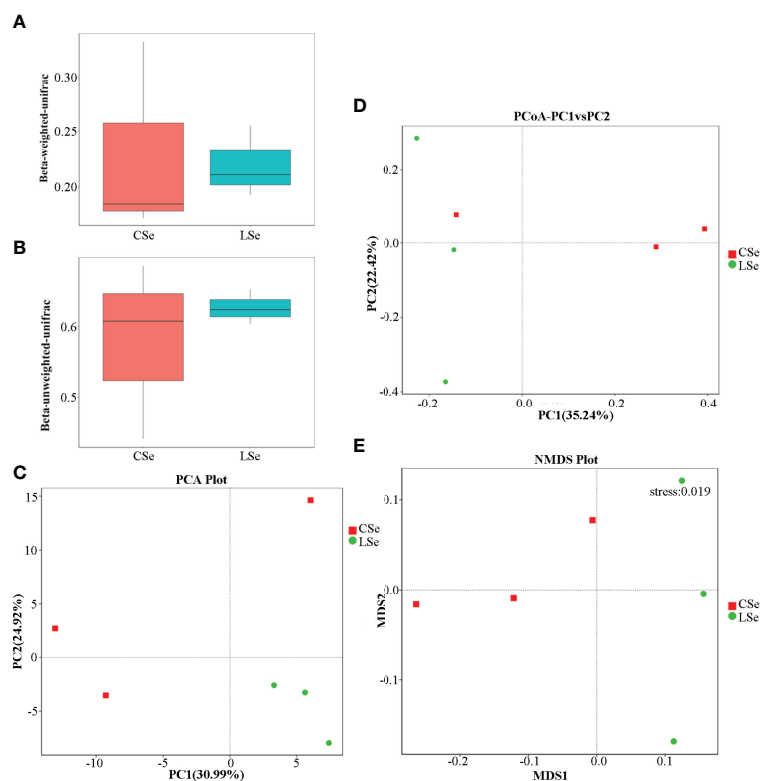 A
Beta-weighted-unifrac
0.30
0.25
0.20
CSe
LSe
B
Beta-unweighted-unifrac
0.6
0.5
CSe
LSe
C
PCA Plot
PC2(24.92%)
15
10
5
0
-5
-10
-5
0
5
PC1(30.99%)
CSe
LSe
D
PCoA-PC1vsPC2
PC2(22.42%)
0.2
0.0
-0.2
-0.4
-0.2
0.0
0.2
0.4
PC1(35.24%)
CSe
LSe
E
NMDS Plot
stress:0.019
MDS2
0.1
0.0
-0.1
-0.2
-0.1
0.0
0.1
MDS1
CSe
LSe